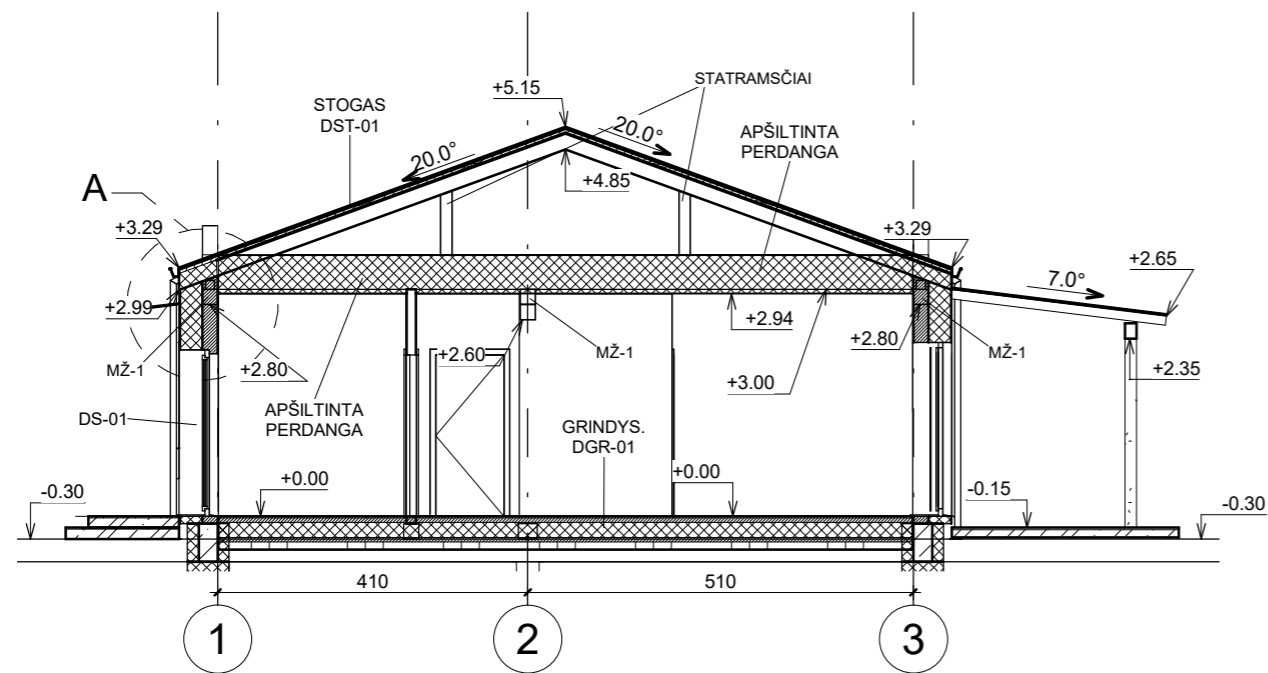 STATRAMSČIAI
+5.15
STOGAS
DST-01
20.0°
20.0°
APŠILTINTA
PERDANGA
A
+4.85
+3.29
+3.29
7.0°
+2.65
+2.99
+2.94
+2.80
MŽ-1
+2.80
+2.60
MŽ-1
MŽ-1
+2.35
+3.00
DS-01
APŠILTINTA
PERDANGA
GRINDYS.
DGR-01
+0.00
+0.00
-0.30
-0.15
-0.30
410
510
1
2
3